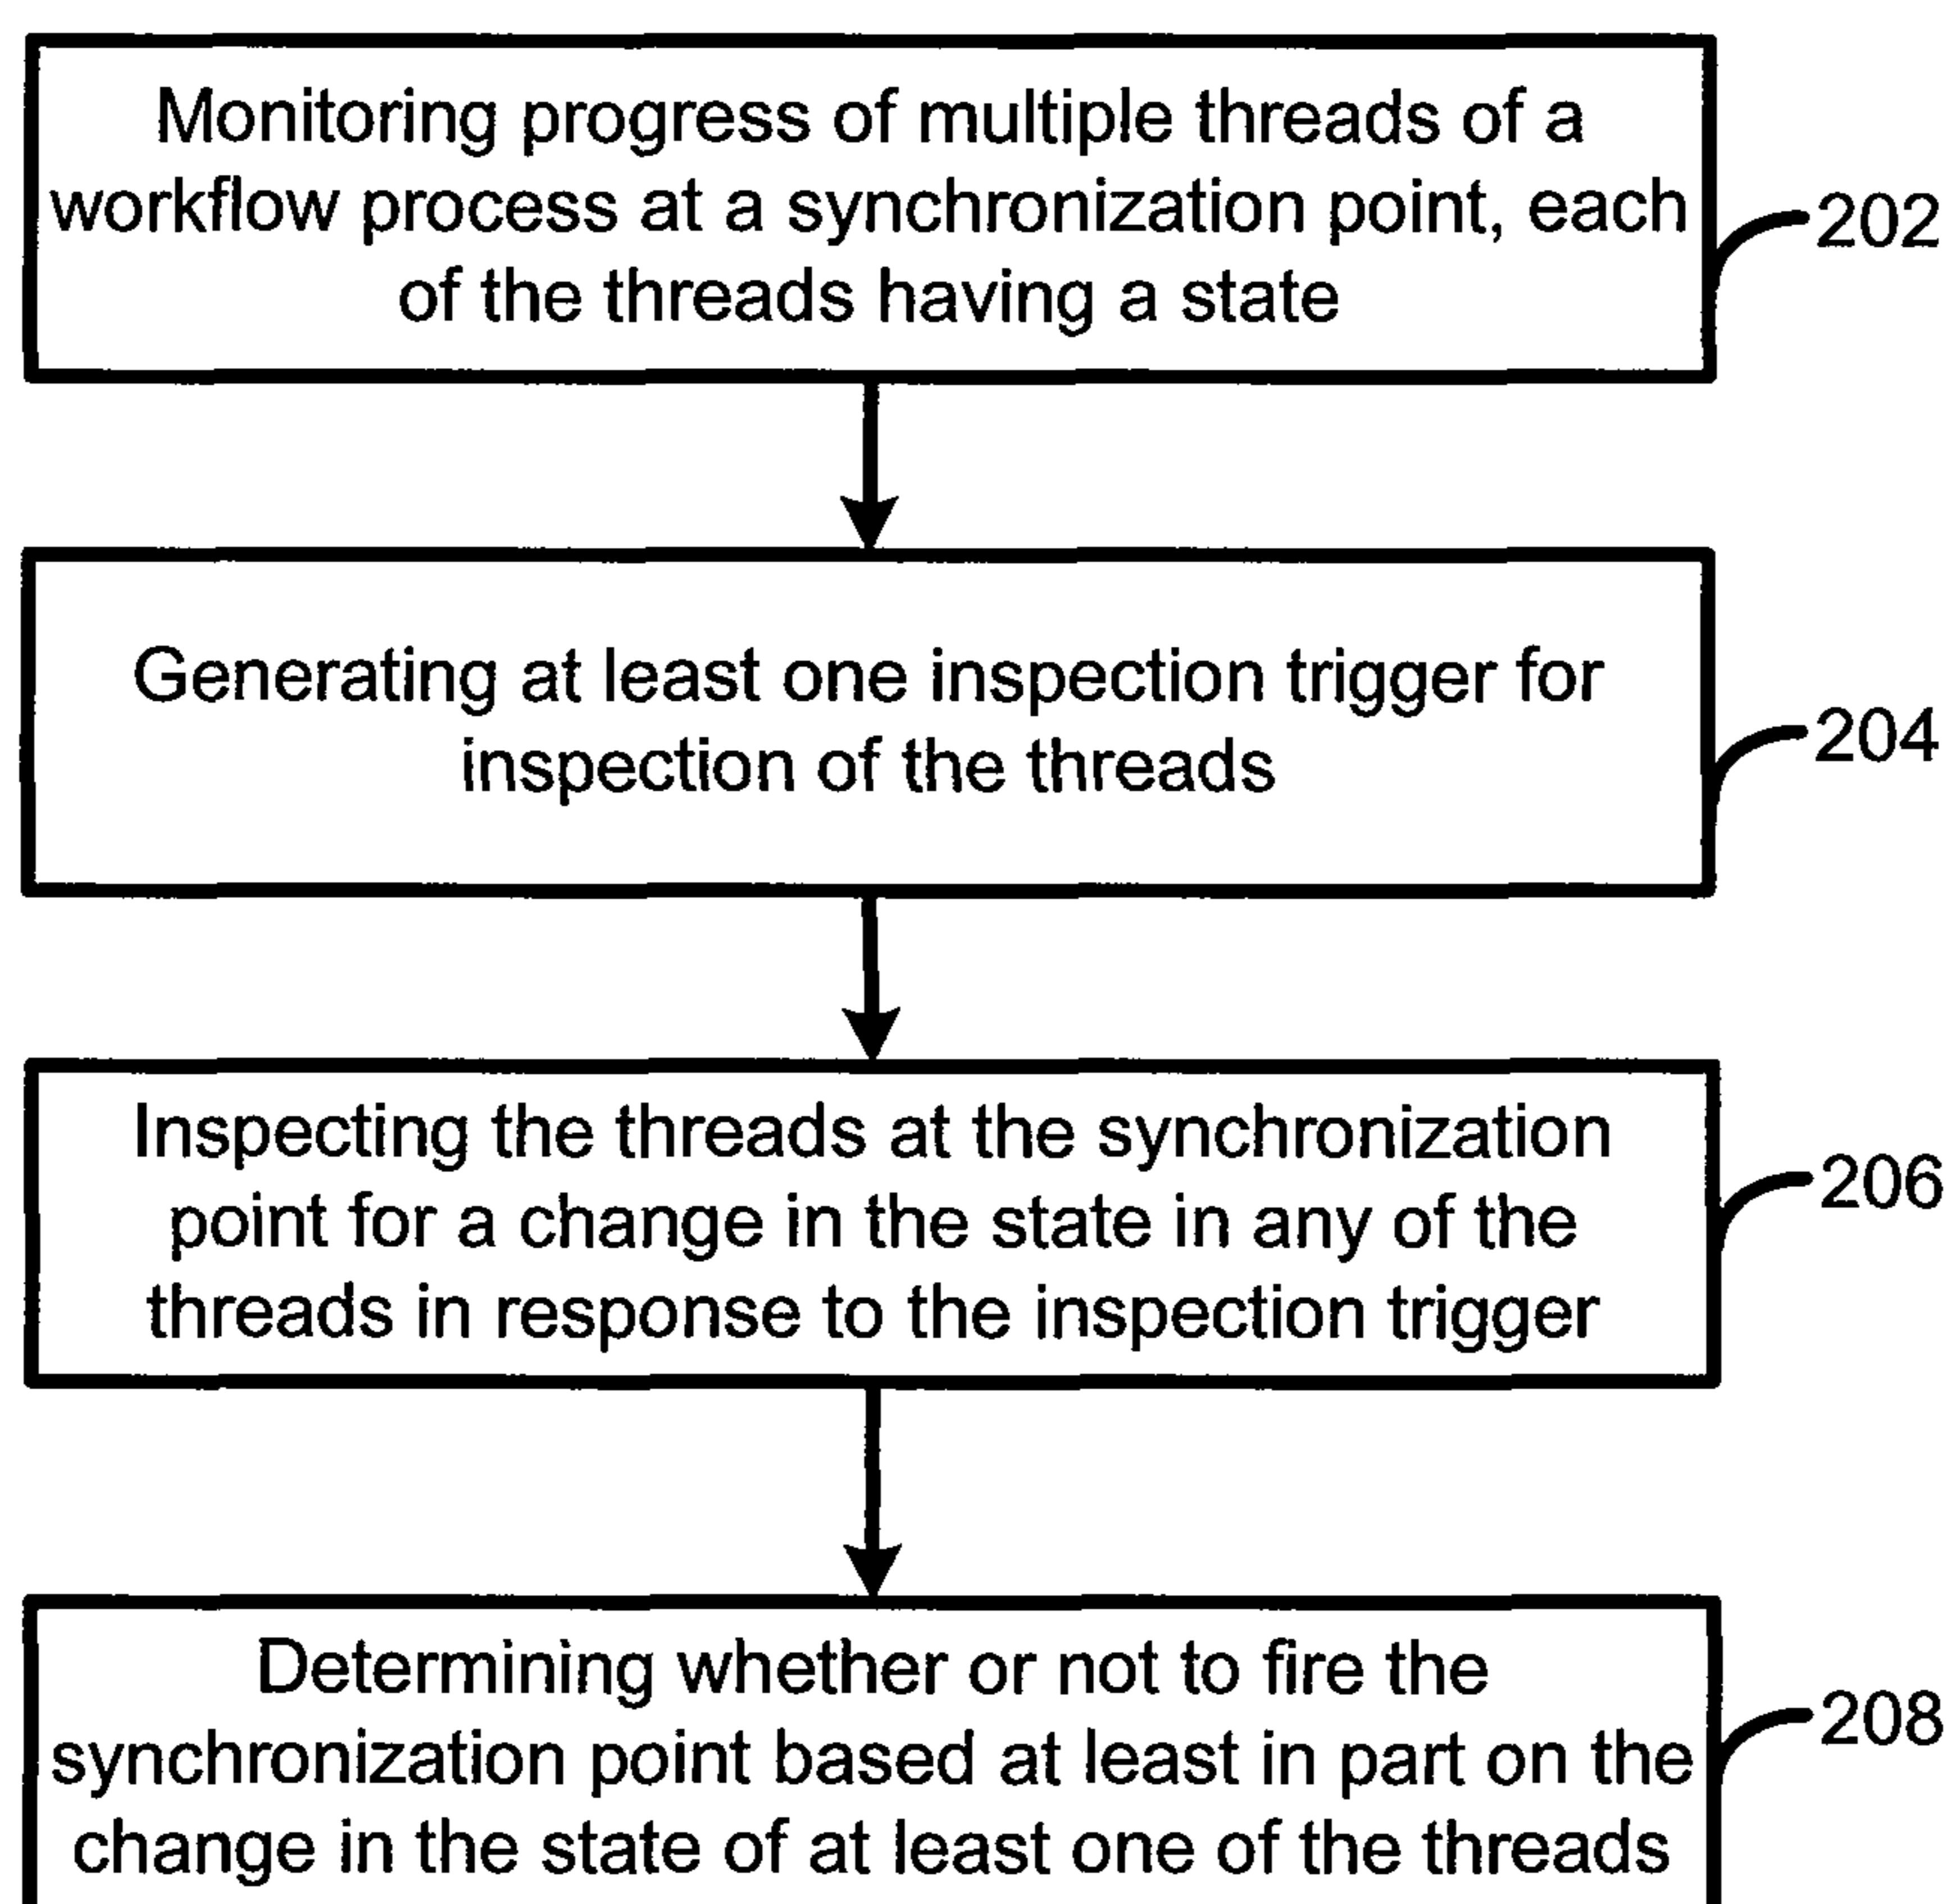 Monitoring progress of multiple threads of a
workflow process at a synchronization point, each
of the threads having a state
202
Generating at least one inspection trigger for
inspection of the threads
204
Inspecting the threads at the synchronization
point for a change in the state in any of the
threads in response to the inspection trigger
206
Determining whether or not to fire the
synchronization point based at least in part on the
change in the state of at least one of the threads
208